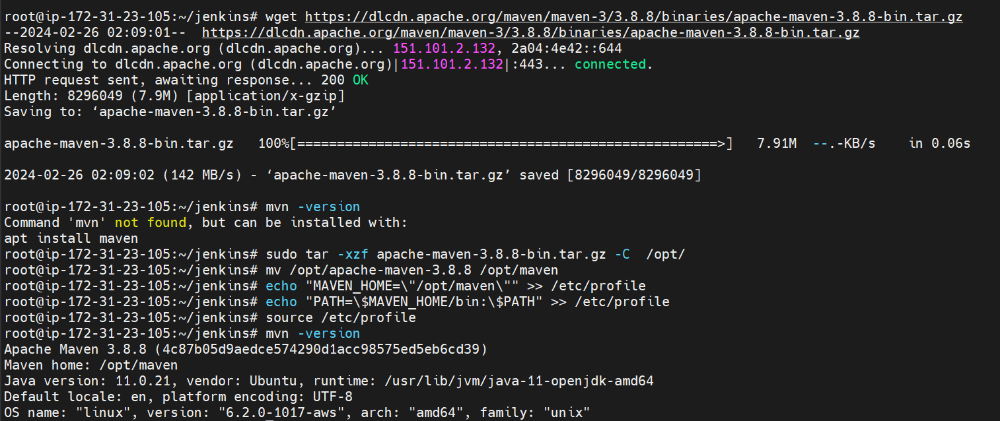 root@ip-172-31-23-105:~/jenkins# wget https://dlcdn.apache.org/maven/maven-3/3.8.8/binaries/apache-maven-3.8.8-bin.tar.gz
--2024-02-26 02:09:01--  https://dlcdn.apache.org/maven/maven-3/3.8.8/binaries/apache-maven-3.8.8-bin.tar.gz
Resolving dlcdn.apache.org (dlcdn.apache.org)... 151.101.2.132, 2a04:4e42::644
Connecting to dlcdn.apache.org (dlcdn.apache.org)|151.101.2.132|:443... connected.
HTTP request sent, awaiting response... 200 OK
Length: 8296049 (7.9M) [application/x-gzip]
Saving to: ‘apache-maven-3.8.8-bin.tar.gz’
apache-maven-3.8.8-bin.tar.gz   100%[=====================================================>]   7.91M  --.-KB/s    in 0.06s
2024-02-26 02:09:02 (142 MB/s) - ‘apache-maven-3.8.8-bin.tar.gz’ saved [8296049/8296049]
root@ip-172-31-23-105:~/jenkins# mvn -version
Command 'mvn' not found, but can be installed with:
apt install maven
root@ip-172-31-23-105:~/jenkins# sudo tar -xzf apache-maven-3.8.8-bin.tar.gz -C  /opt/
root@ip-172-31-23-105:~/jenkins# mv /opt/apache-maven-3.8.8 /opt/maven
root@ip-172-31-23-105:~/jenkins# echo "MAVEN_HOME=\"/opt/maven\"" >> /etc/profile
root@ip-172-31-23-105:~/jenkins# echo "PATH=\$MAVEN_HOME/bin:\$PATH" >> /etc/profile
root@ip-172-31-23-105:~/jenkins# source /etc/profile
root@ip-172-31-23-105:~/jenkins# mvn -version
Apache Maven 3.8.8 (4c87b05d9aedce574290d1acc98575ed5eb6cd39)
Maven home: /opt/maven
Java version: 11.0.21, vendor: Ubuntu, runtime: /usr/lib/jvm/java-11-openjdk-amd64
Default locale: en, platform encoding: UTF-8
OS name: "linux", version: "6.2.0-1017-aws", arch: "amd64", family: "unix"